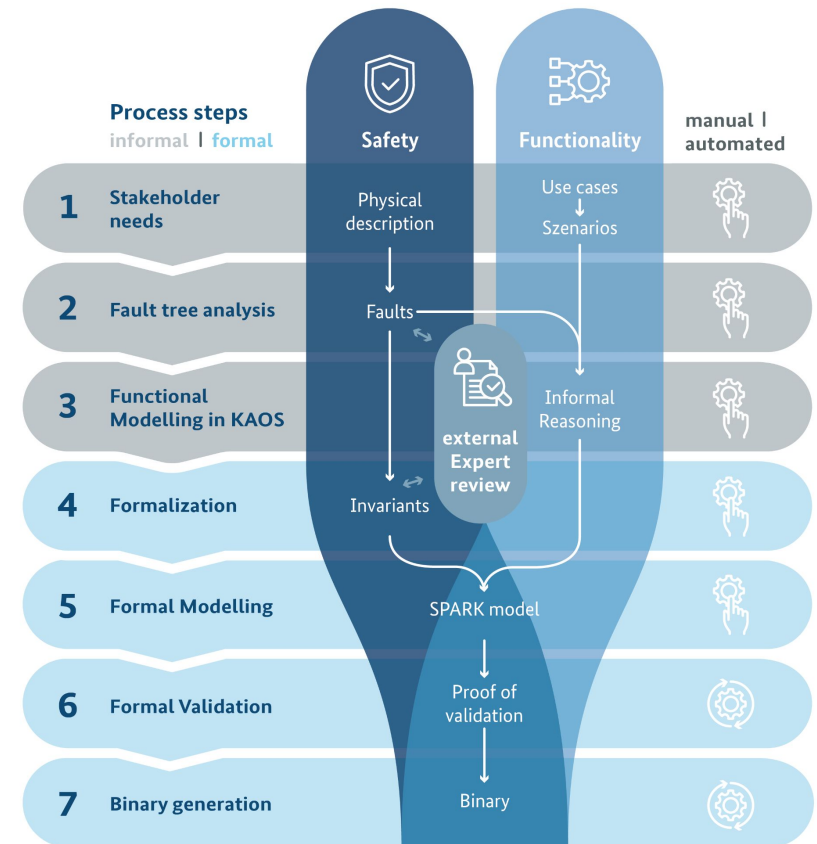 Process steps
informal | formal
Safety
Functionality
manual |
automated
1
Stakeholder
needs
Physical
description
Use cases
Szenarios
2
Fault tree analysis
Faults
3
Functional
Modelling in KAOS
external
Expert
review
Informal
Reasoning
4
Formalization
Invariants
5
Formal Modelling
SPARK model
6
Formal Validation
Proof of
validation
7
Binary generation
Binary